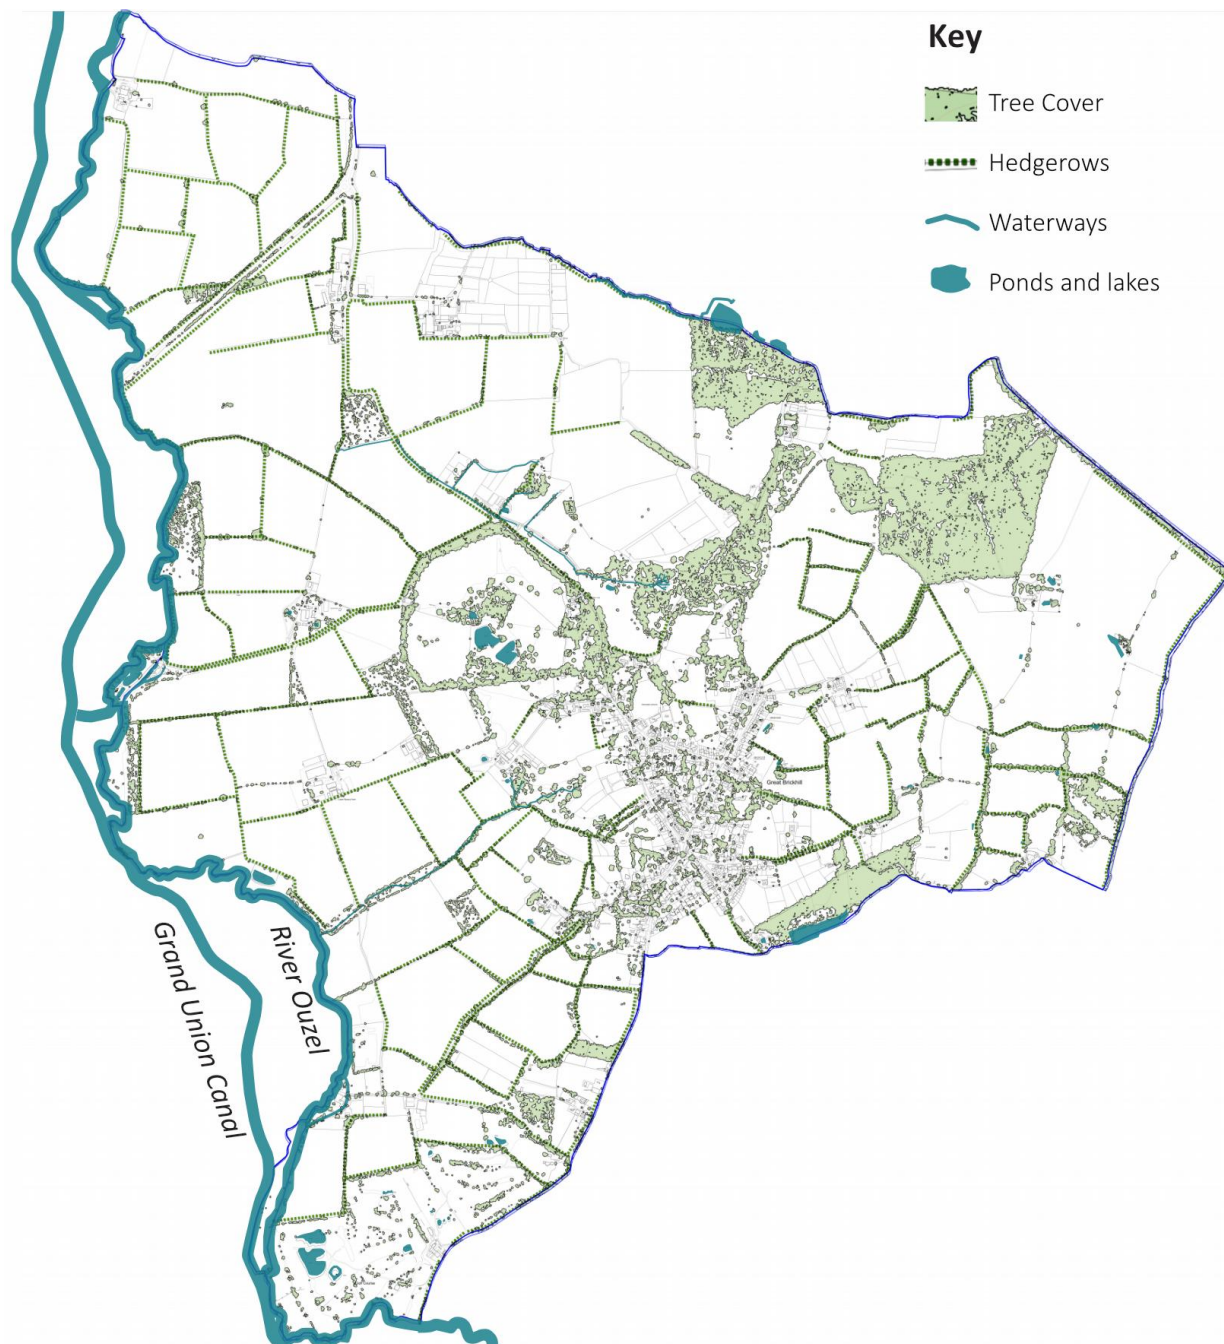 Key
Tree Cover
Hedgerows
Waterways
Ponds and lakes
Great Brickhill
River Ouzel
Grand Union Canal